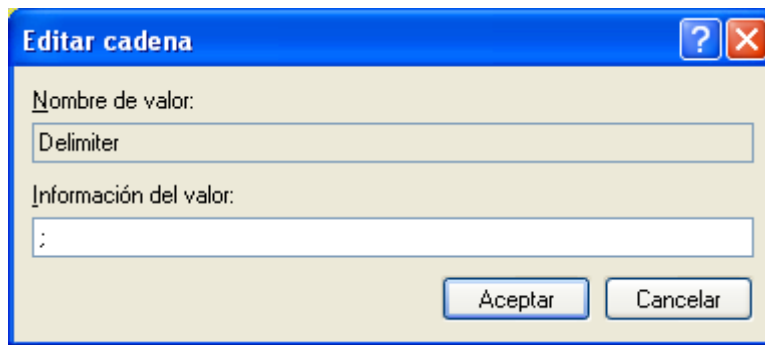 Editar cadena
Nombre de valor:
Delimiter
Información del valor:
;
Aceptar Cancelar